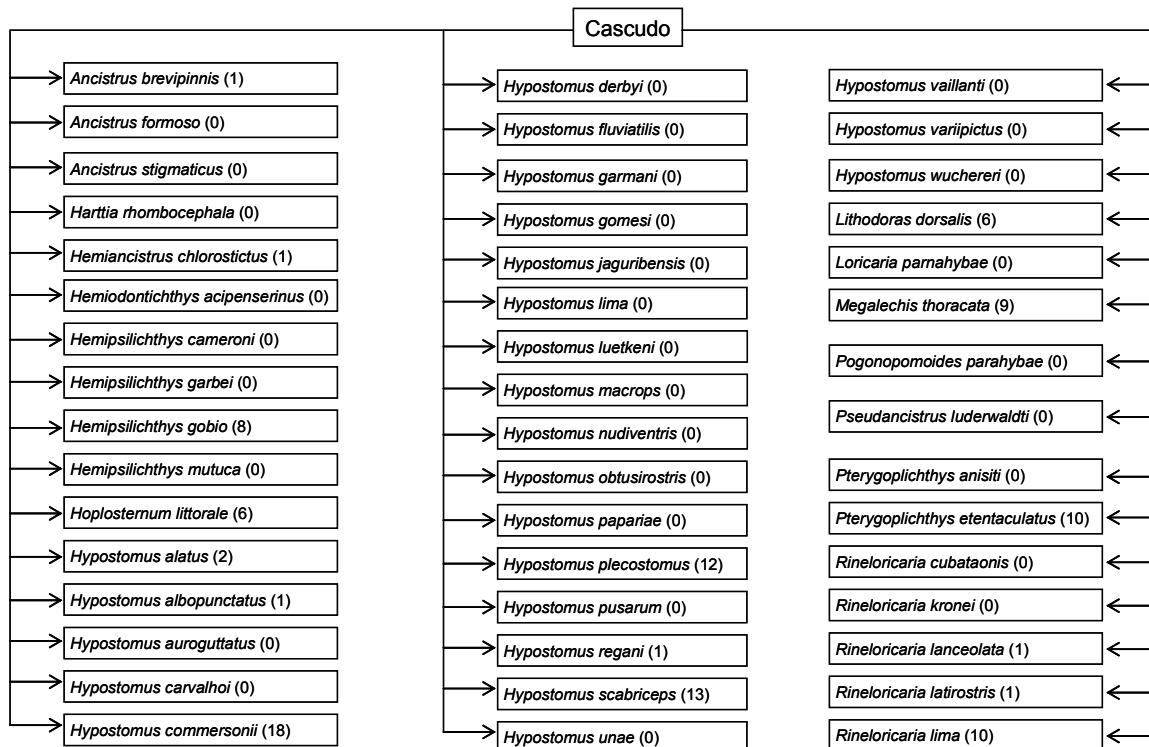 Cascudo
Ancistrus brevipinnis (1)
Ancistrus formoso (0)
Ancistrus stigmaticus (0)
Harttia rhombocephala (0)
Hemiancistrus chlorostictus (1)
Hemiodontichthys acipenserinus (0)
Hemipsilichthys cameroni (0)
Hemipsilichthys garbei (0)
Hemipsilichthys gobio (8)
Hemipsilichthys mutuca (0)
Hoplosternum littorale (6)
Hypostomus alatus (2)
Hypostomus albopunctatus (1)
Hypostomus auroguttatus (0)
Hypostomus carvalhoi (0)
Hypostomus commersonii (18)
Hypostomus derbyi (0)
Hypostomus fluviatilis (0)
Hypostomus garmani (0)
Hypostomus gomesi (0)
Hypostomus jaguribensis (0)
Hypostomus lima (0)
Hypostomus luetkeni (0)
Hypostomus macrops (0)
Hypostomus nudiventris (0)
Hypostomus obtusirostris (0)
Hypostomus papariae (0)
Hypostomus plecostomus (12)
Hypostomus pusarum (0)
Hypostomus regani (1)
Hypostomus scabriceps (13)
Hypostomus unae (0)
Hypostomus vaillanti (0)
Hypostomus variipictus (0)
Hypostomus wuchereri (0)
Lithodoras dorsalis (6)
Loricaria parnahybae (0)
Megalechis thoracata (9)
Pogonopomoides parahybae (0)
Pseudancistrus luderwaldti (0)
Pterygoplichthys anisiti (0)
Pterygoplichthys etentaculatus (10)
Rineloricaria cubataonis (0)
Rineloricaria kronei (0)
Rineloricaria lanceolata (1)
Rineloricaria latirostris (1)
Rineloricaria lima (10)